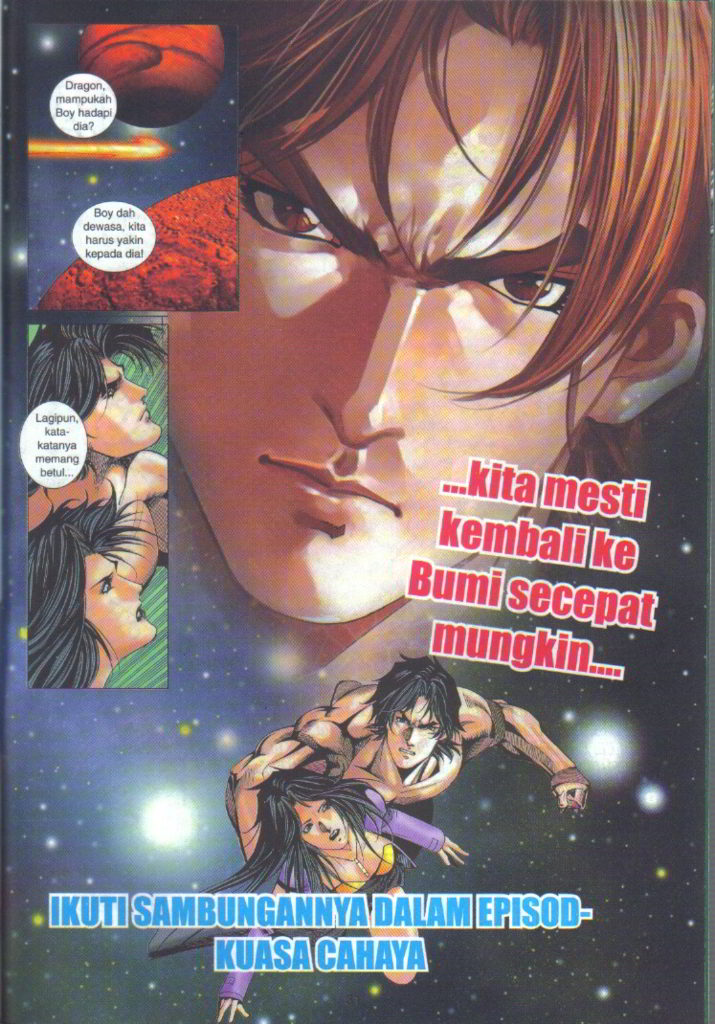 Dragon,
mampukah
Boy hadapi
dia?
Boy dah
dewasa, kita
harus yakin
kepada dia!
Lagipun,
kata-
katanya
memang
betul...
...kita mesti
kembali ke
Bumi secepat
mungkin....
IKUTI SAMBUNGANNYA DALAM EPISOD-
KUASA CAHAYA